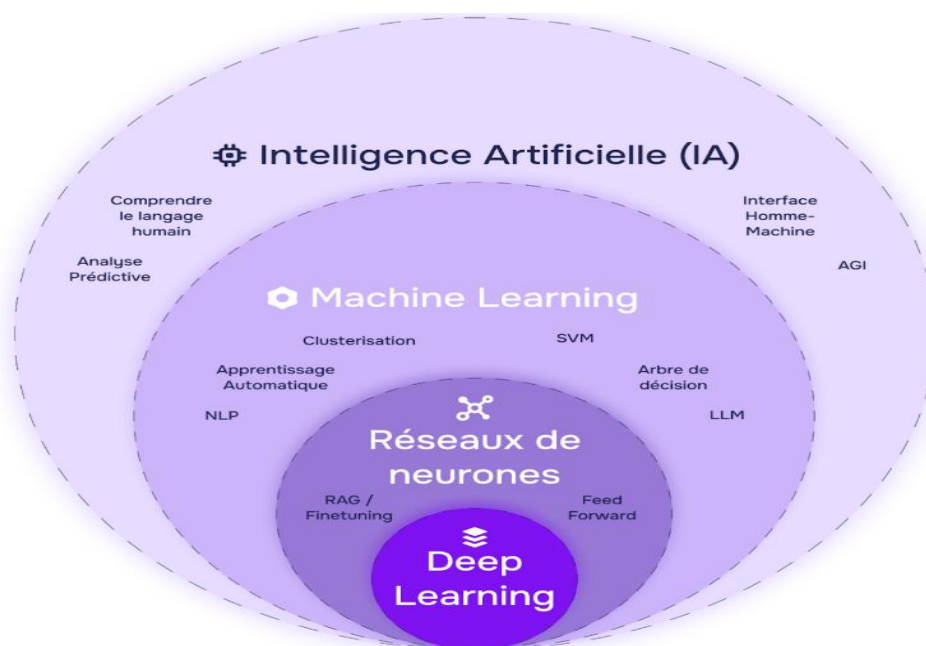 Intelligence Artificielle (IA)
Comprendre
le langage
humain
Interface
Homme-
Machine
Analyse
Prédictive
AGI
Machine Learning
Clusterisation
SVM
Apprentissage
Automatique
Arbre de
décision
NLP
LLM
Réseaux de
neurones
RAG /
Finetuning
Feed
Forward
Deep
Learning